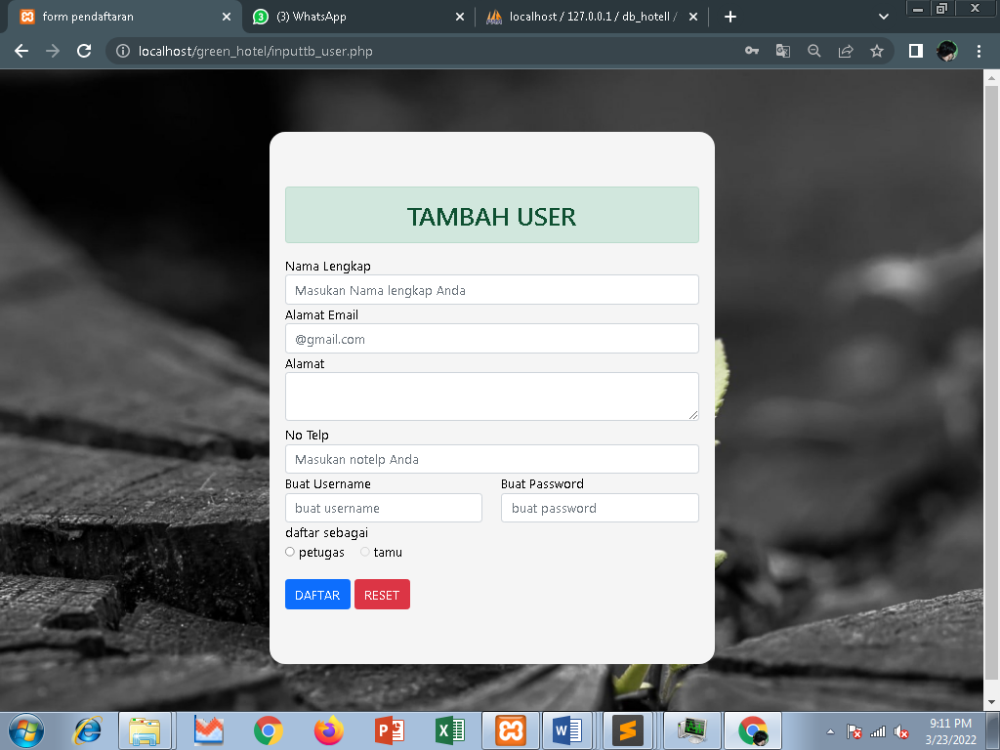 form pendaftaran
(3) WhatsApp
localhost / 127.0.0.1 / db_hotell /
localhost/green_hotel/inputtb_user.php
TAMBAH USER
Nama Lengkap
Masukan Nama lengkap Anda
Alamat Email
@gmail.com
Alamat
No Telp
Masukan notelp Anda
Buat Username Buat Password
buat username buat password
daftar sebagai
petugas tamu
DAFTAR RESET
9:11 PM
3/23/2022